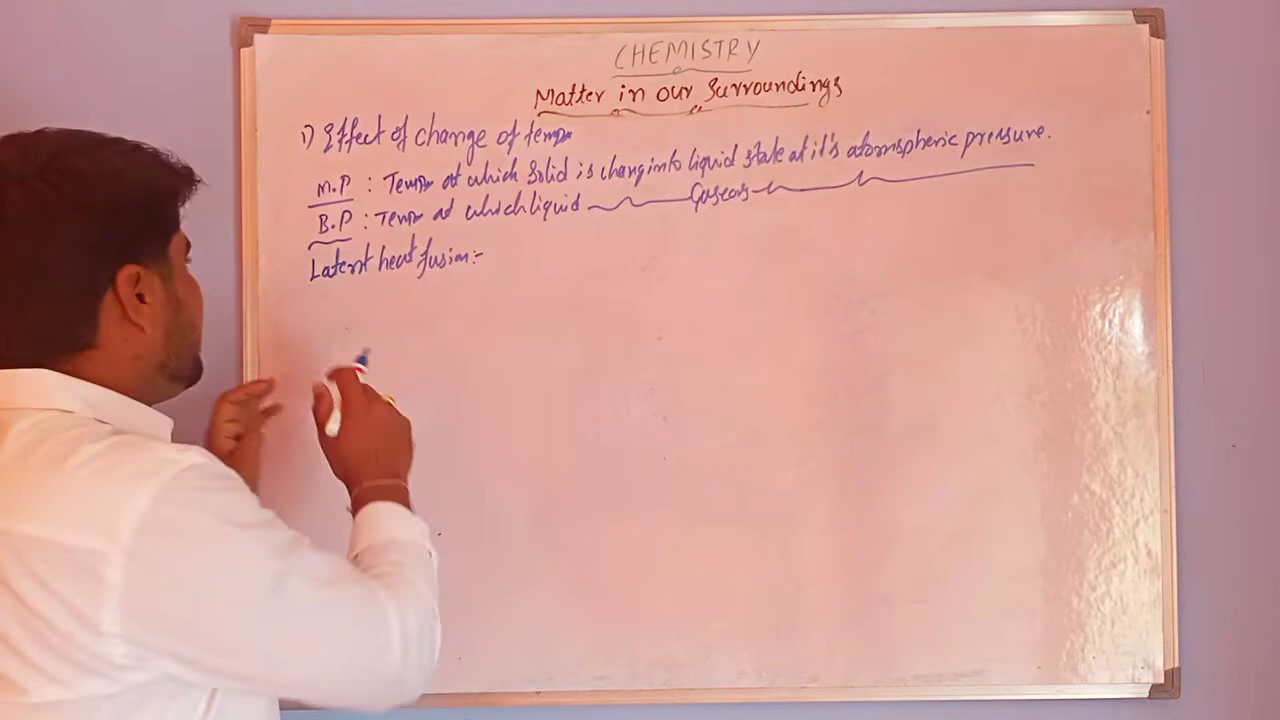 CHEMISTRY
Matter in our Surroundings
1) Effect of change of temp
M.P : Temp at which Solid is changinto liquid state at it's atomspheric pressure.
B.P : Temp at which liquid Gaseous
Latent heat fusion:-